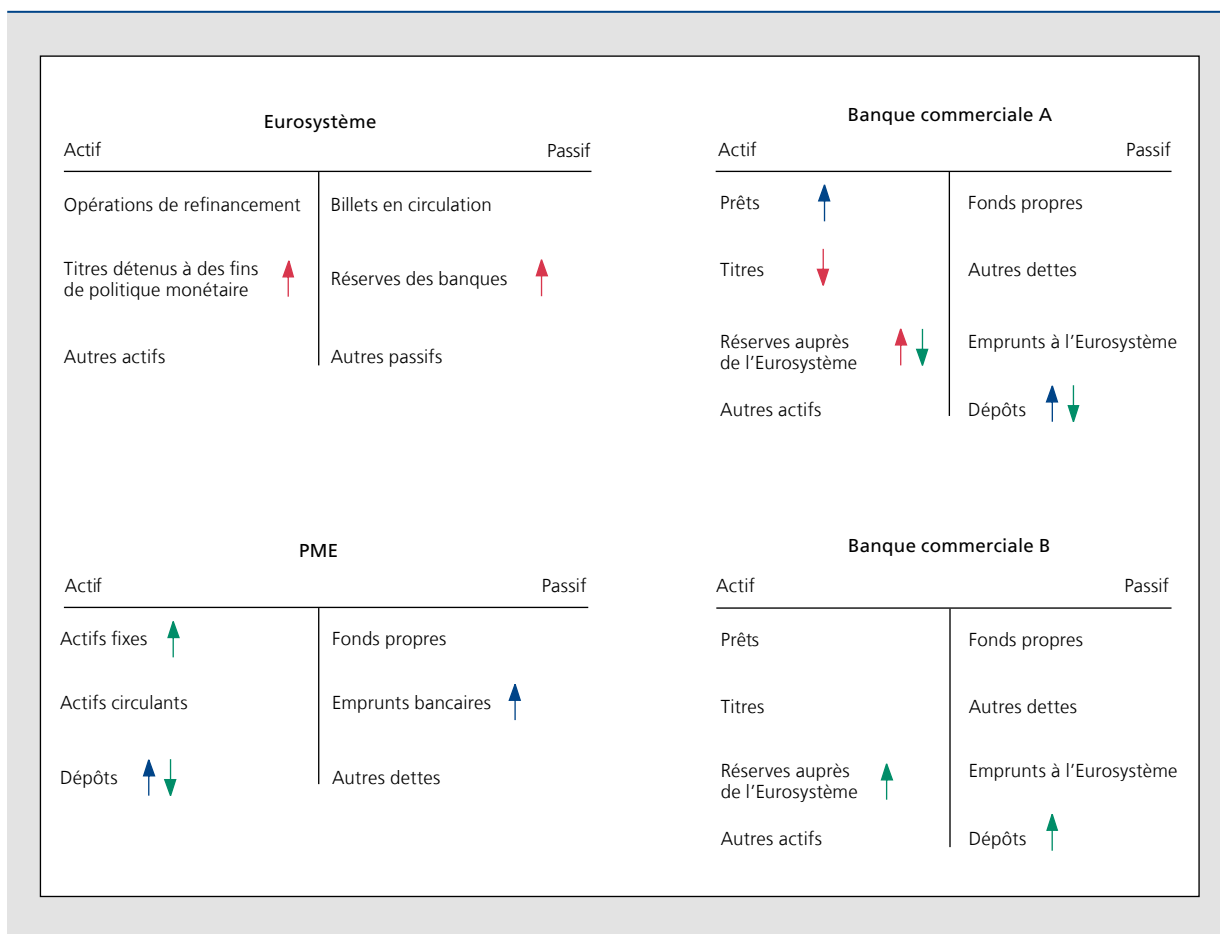 Eurosystème
Actif
Passif
Opérations de refinancement
Billets en circulation
Titres détenus à des fins
de politique monétaire
Réserves des banques
Autres actifs
Autres passifs
Banque commerciale A
Actif
Passif
Prêts
Fonds propres
Titres
Autres dettes
Réserves auprès
de l'Eurosystème
Emprunts à l'Eurosystème
Autres actifs
Dépôts
PME
Actif
Passif
Actifs fixes
Fonds propres
Actifs circulants
Emprunts bancaires
Dépôts
Autres dettes
Banque commerciale B
Actif
Passif
Prêts
Fonds propres
Titres
Autres dettes
Réserves auprès
de l'Eurosystème
Emprunts à l'Eurosystème
Autres actifs
Dépôts